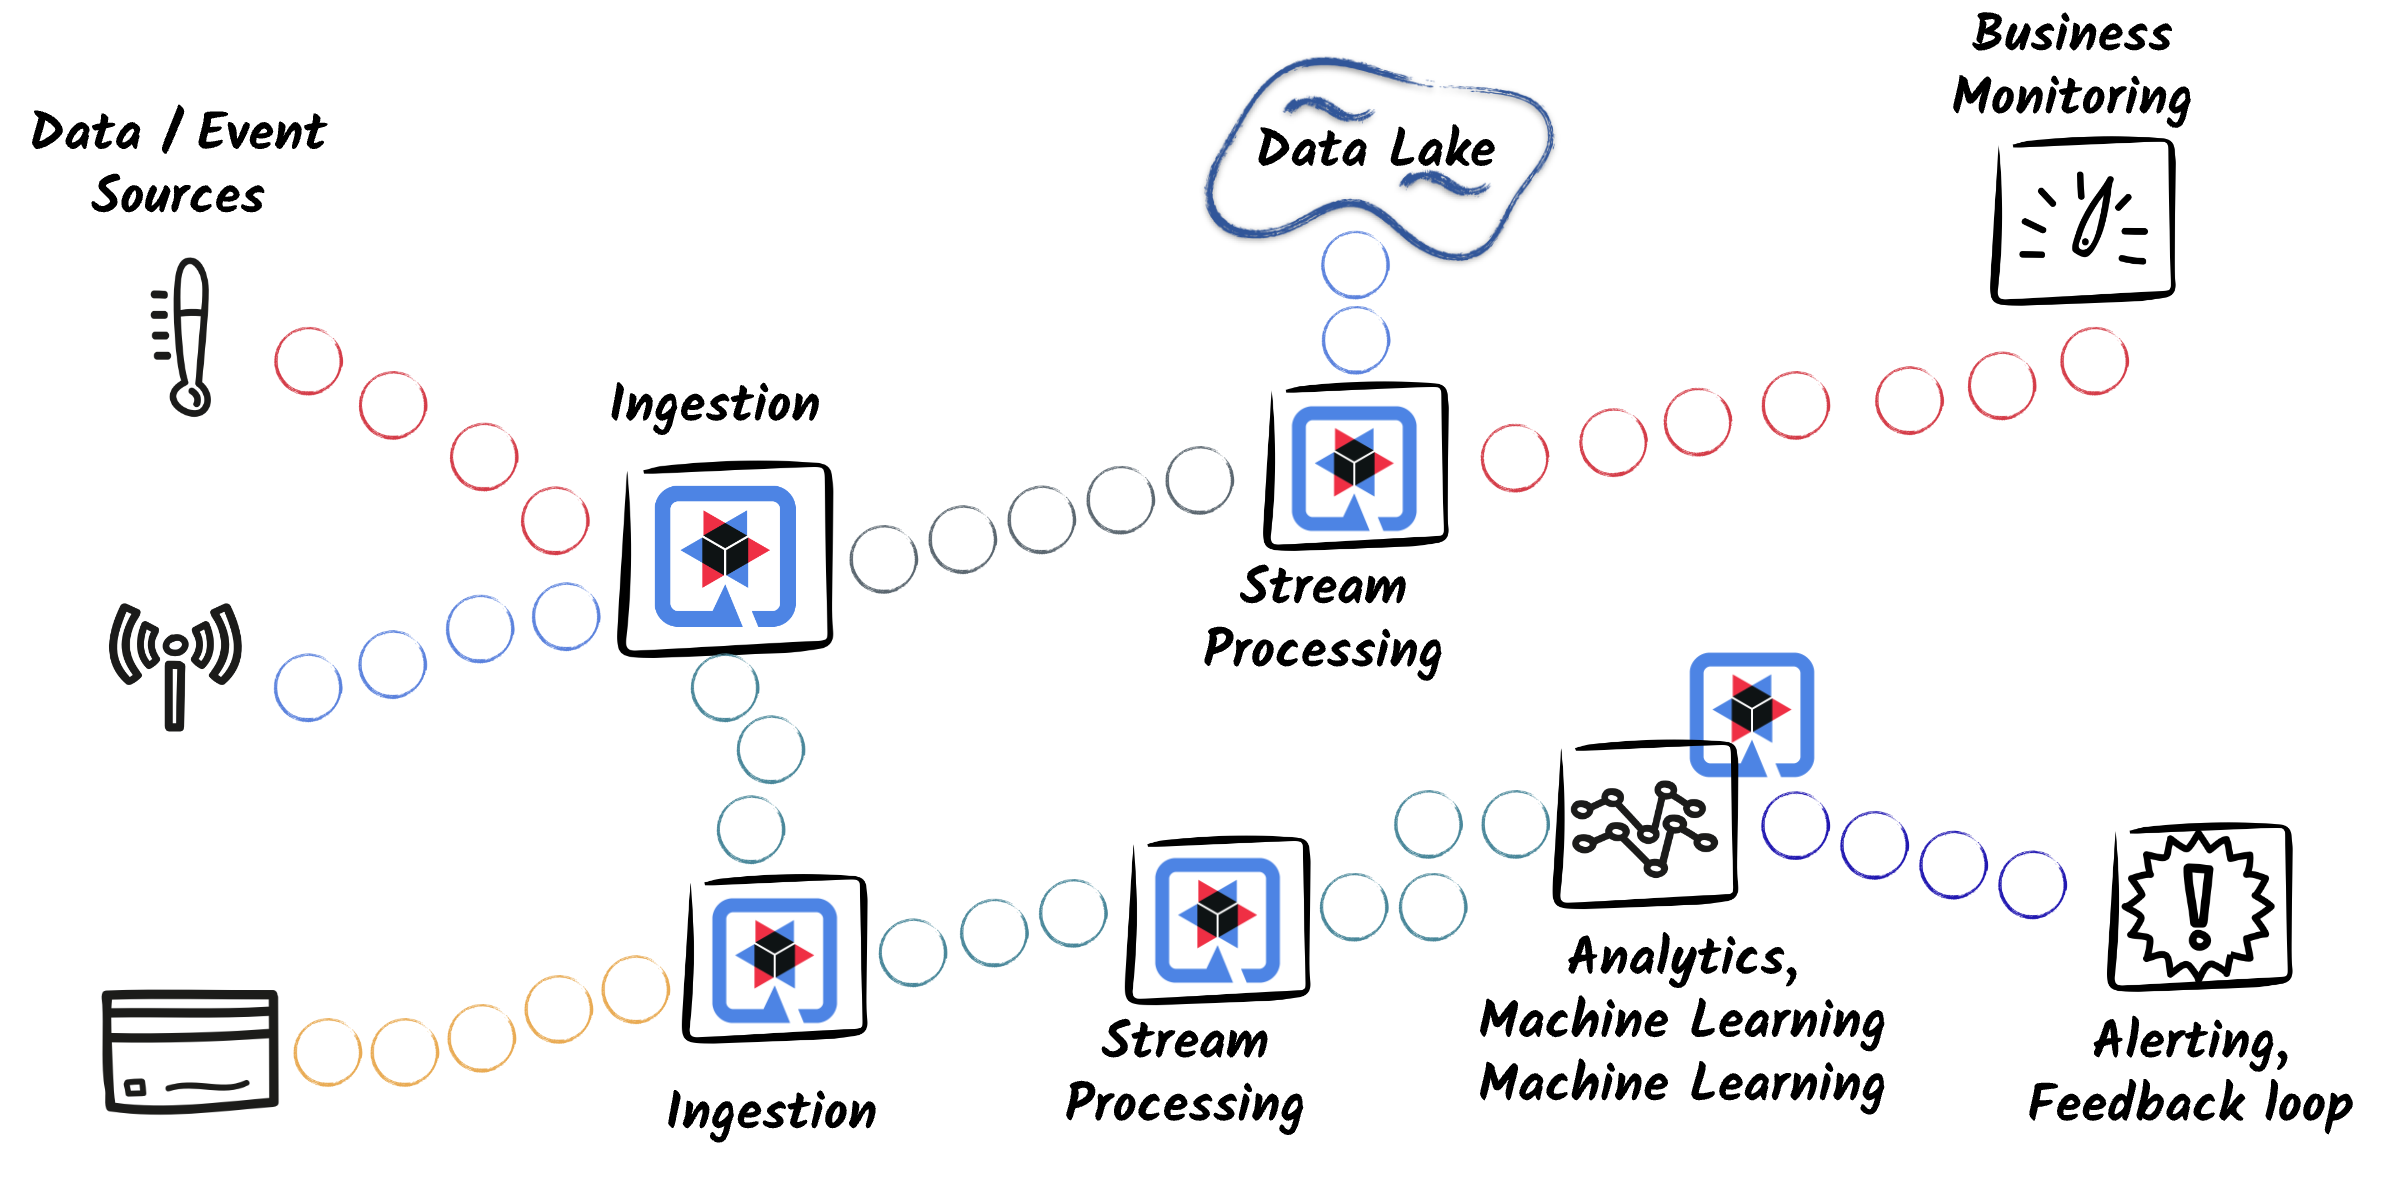 Data / Event
Sources
Ingestion
Data Lake
Business
Monitoring
Stream
Processing
Ingestion
Stream
Processing
Analytics,
Machine Learning
Machine Learning
Alerting,
Feedback loop